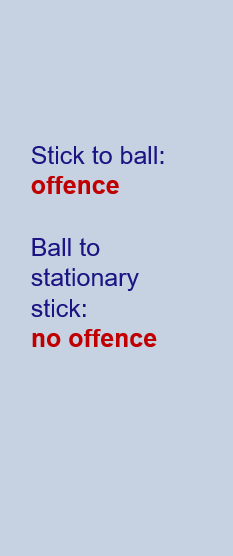 Stick to ball:
offence
Ball to
stationary
stick:
no offence